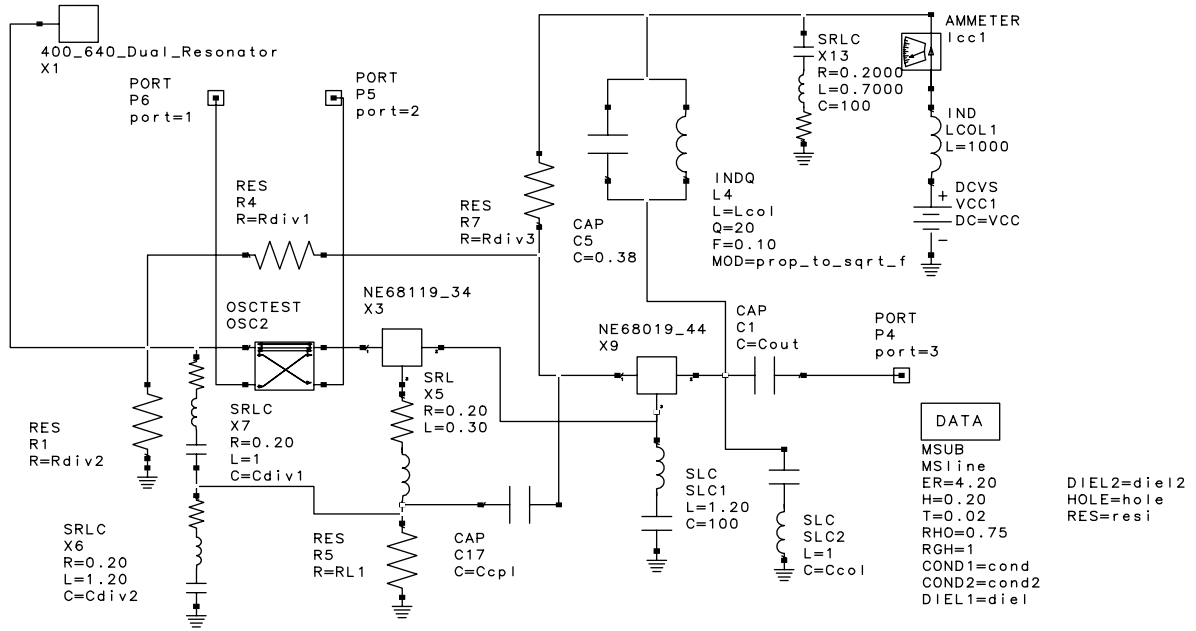 400_640_Dual_Resonator
X1
PORT
P6
port=1
PORT
P5
port=2
SRLC
X13
R=0.2000
L=0.7000
C=100
AMMETER
Icc1
IND
LCOL1
L=1000
+
DCVS
VCC1
DC=VCC
–
RES
R4
R=Rdiv1
RES
R7
R=Rdiv3
CAP
C5
C=0.38
INDQ
L4
L=Lcol
Q=20
F=0.10
MOD=prop_to_sqrt_f
OSCTEST
OSC2
NE68119_34
X3
NE68019_44
X9
CAP
C1
C=Cout
PORT
P4
port=3
RES
R1
R=Rdiv2
SRLC
X7
R=0.20
L=1
C=Cdiv1
SRL
X5
R=0.20
L=0.30
SRLC
X6
R=0.20
L=1.20
C=Cdiv2
RES
R5
R=RL1
CAP
C17
C=Ccpl
SLC
SLC1
L=1.20
C=100
SLC
SLC2
L=1
C=Ccol
DATA
MSUB
MSline
ER=4.20
H=0.20
T=0.02
RHO=0.75
RGH=1
COND1=cond
COND2=cond2
DIEL1=diel
DIEL2=diel2
HOLE=hole
RES=resi